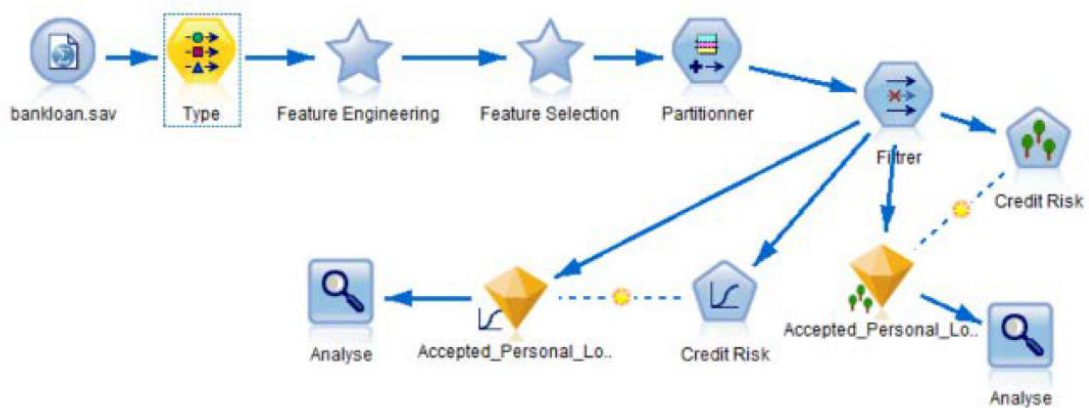 bankloan.sav
Type
Feature Engineering
Feature Selection
Partitionner
Filtrer
Credit Risk
Analyse
Accepted_Personal_Lo..
Credit Risk
Accepted_Personal_Lo..
Analyse